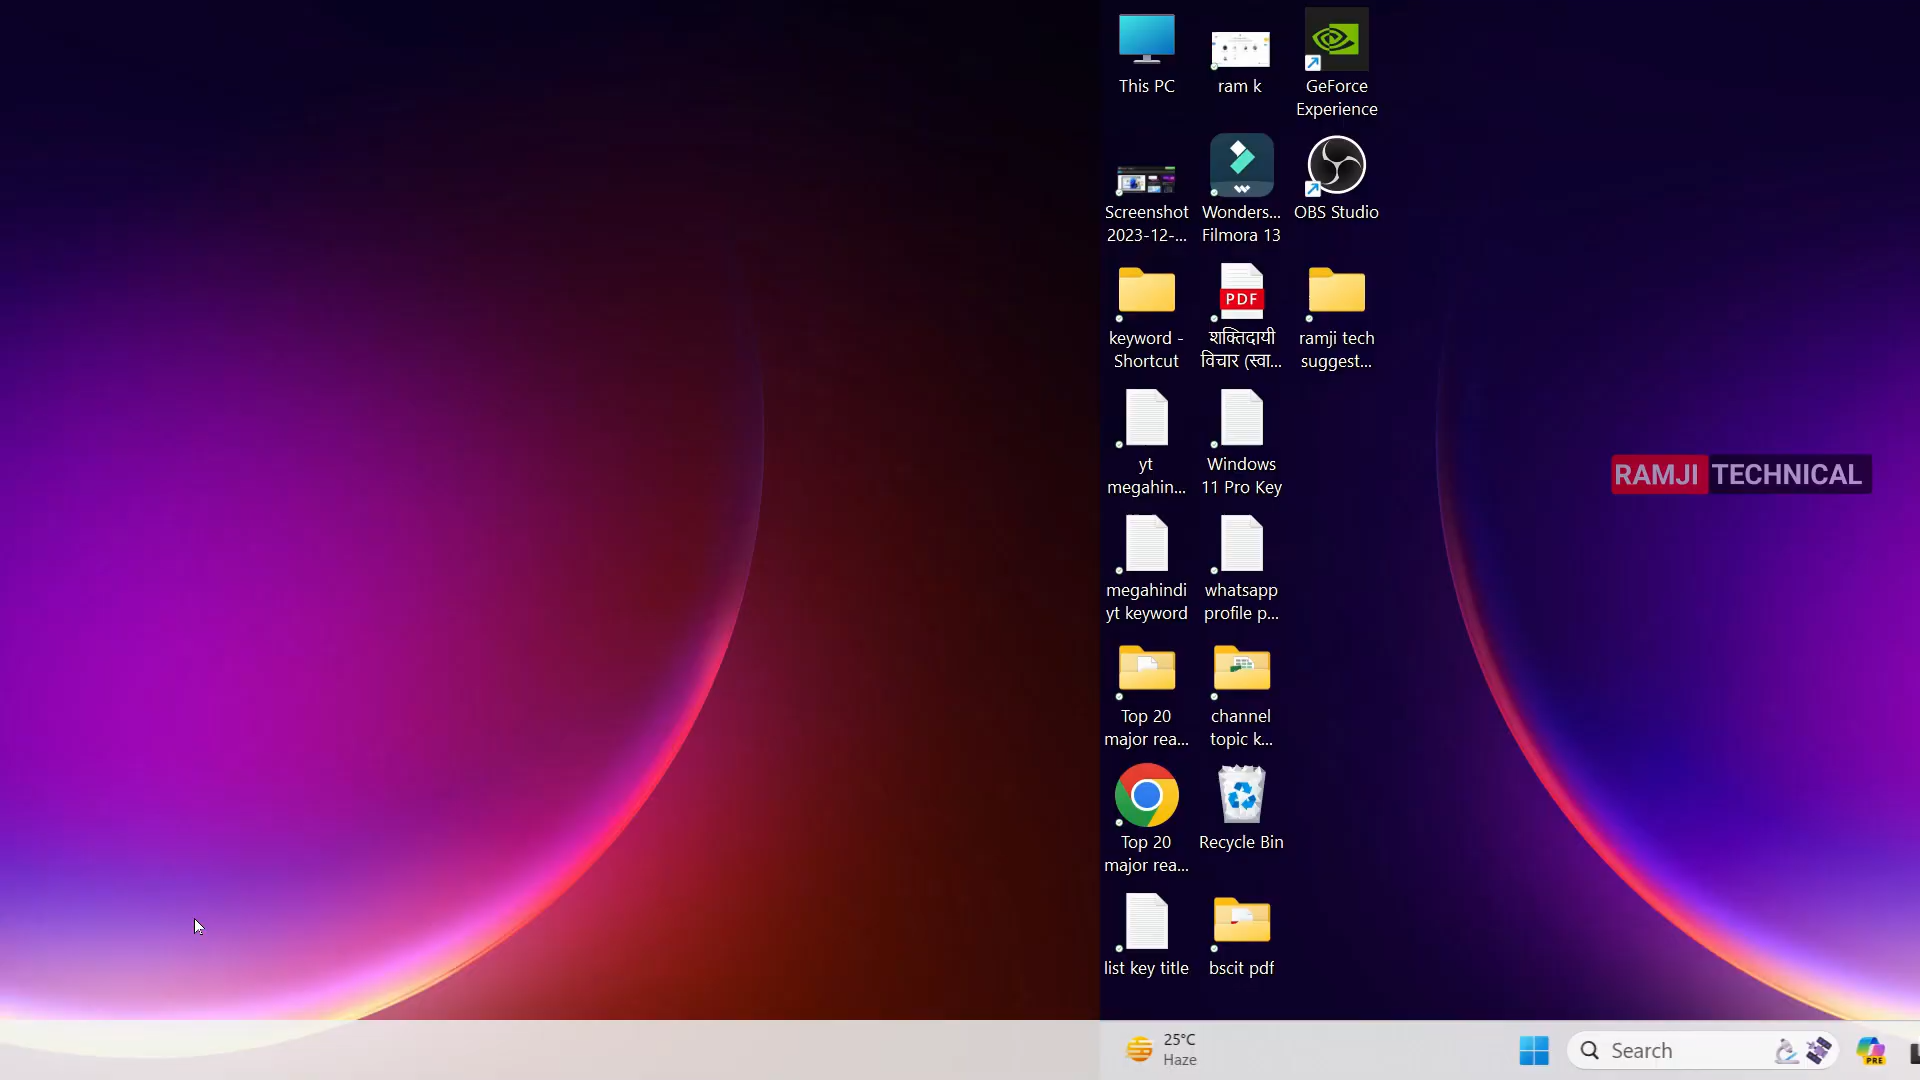 This PC
ram k
GeForce
Experience
Screenshot
2023-12-...
Wonders...
Filmora 13
OBS Studio
keyword -
Shortcut
PDF
शक्तिदायी
विचार (स्वा...
ramji tech
suggest...
yt
megahin...
Windows
11 Pro Key
RAMJI TECHNICAL
megahindi
yt keyword
whatsapp
profile p...
Top 20
major rea...
channel
topic k...
Top 20
major rea...
Recycle Bin
list key title
bscit pdf
25°C
Haze
Search
PRE